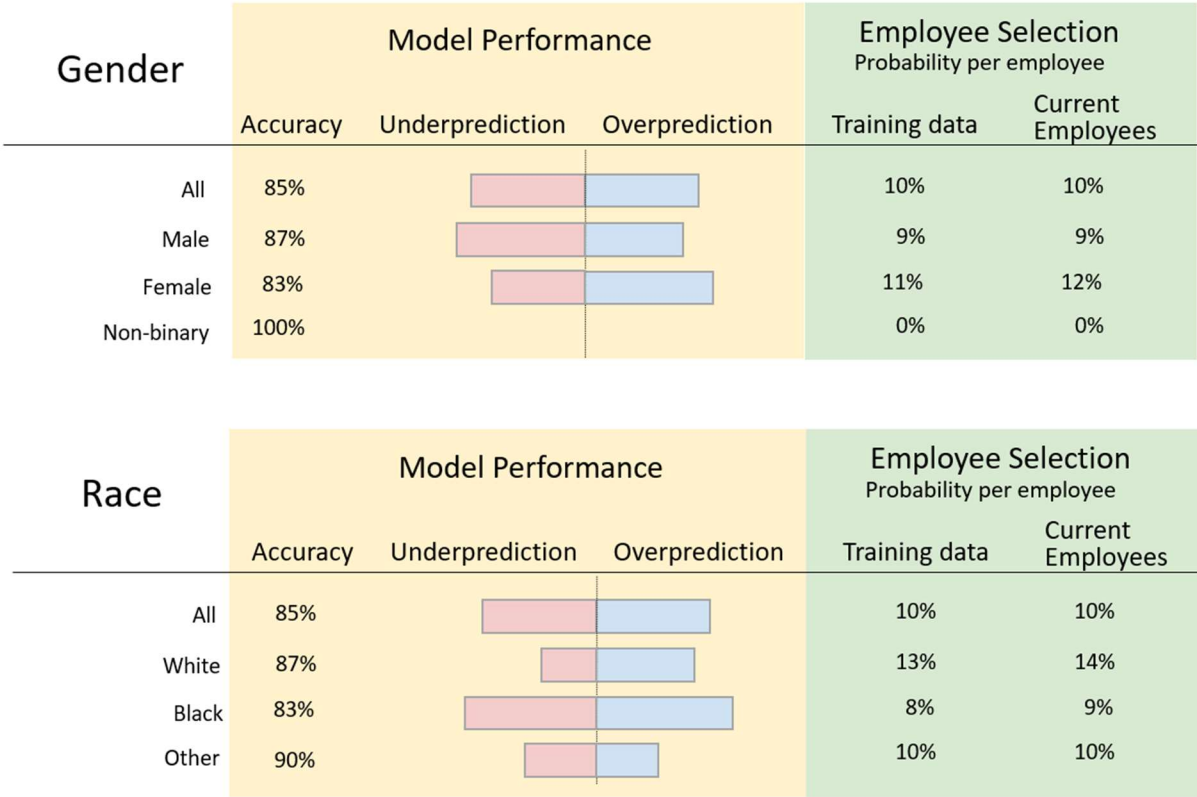 Gender
Model Performance
Employee Selection
Probability per employee
Accuracy Underprediction Overprediction Training data Current
Employees
All 85% 10% 10%
Male 87% 9% 9%
Female 83% 11% 12%
Non-binary 100% 0% 0%
Race
Model Performance
Employee Selection
Probability per employee
Accuracy Underprediction Overprediction Training data Current
Employees
All 85% 10% 10%
White 87% 13% 14%
Black 83% 8% 9%
Other 90% 10% 10%